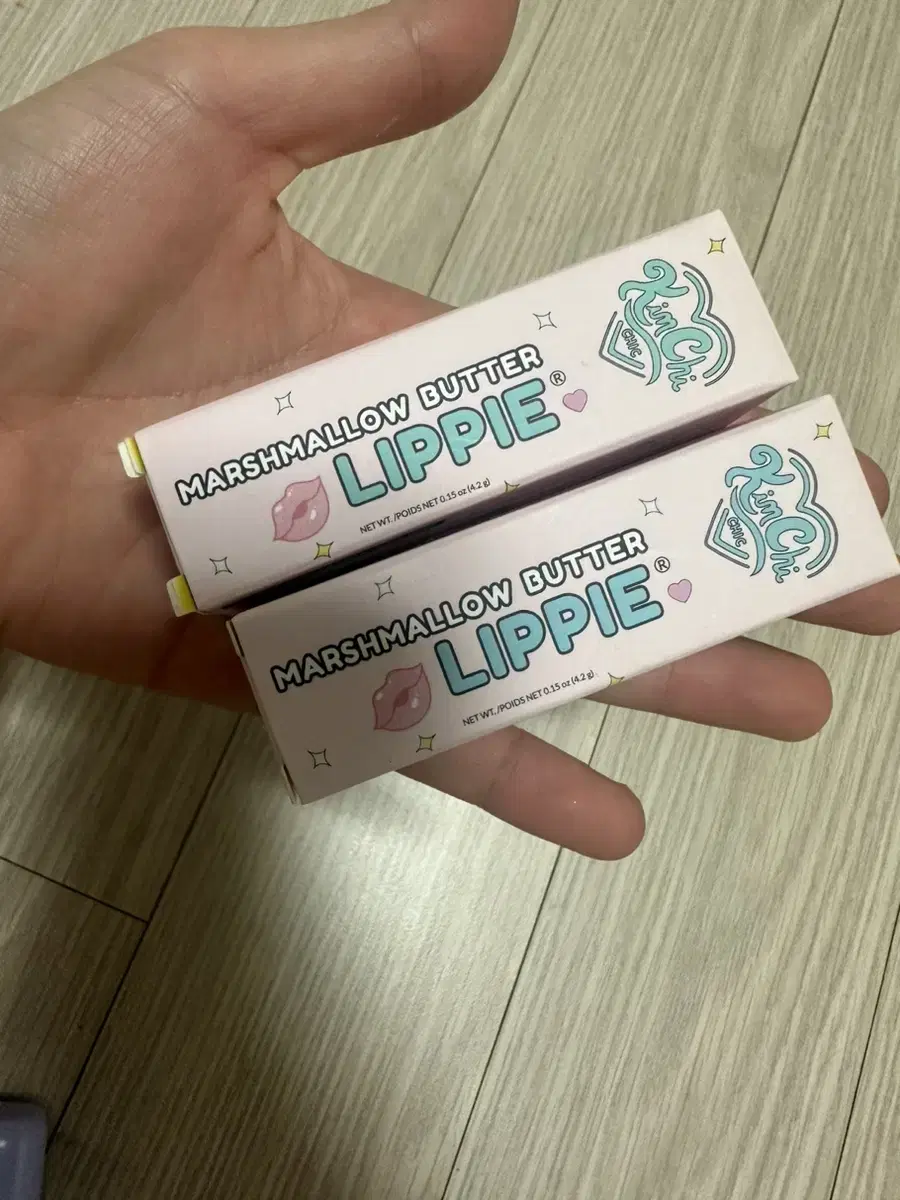 MARSHMALLOW BUTTER
LIPPIE®
NET WT./POIDS NET 0.15 oz (4.2 g)
KimChi
CHIC
MARSHMALLOW BUTTER
LIPPIE®
NET WT./POIDS NET 0.15 oz (4.2 g)
KimChi
CHIC